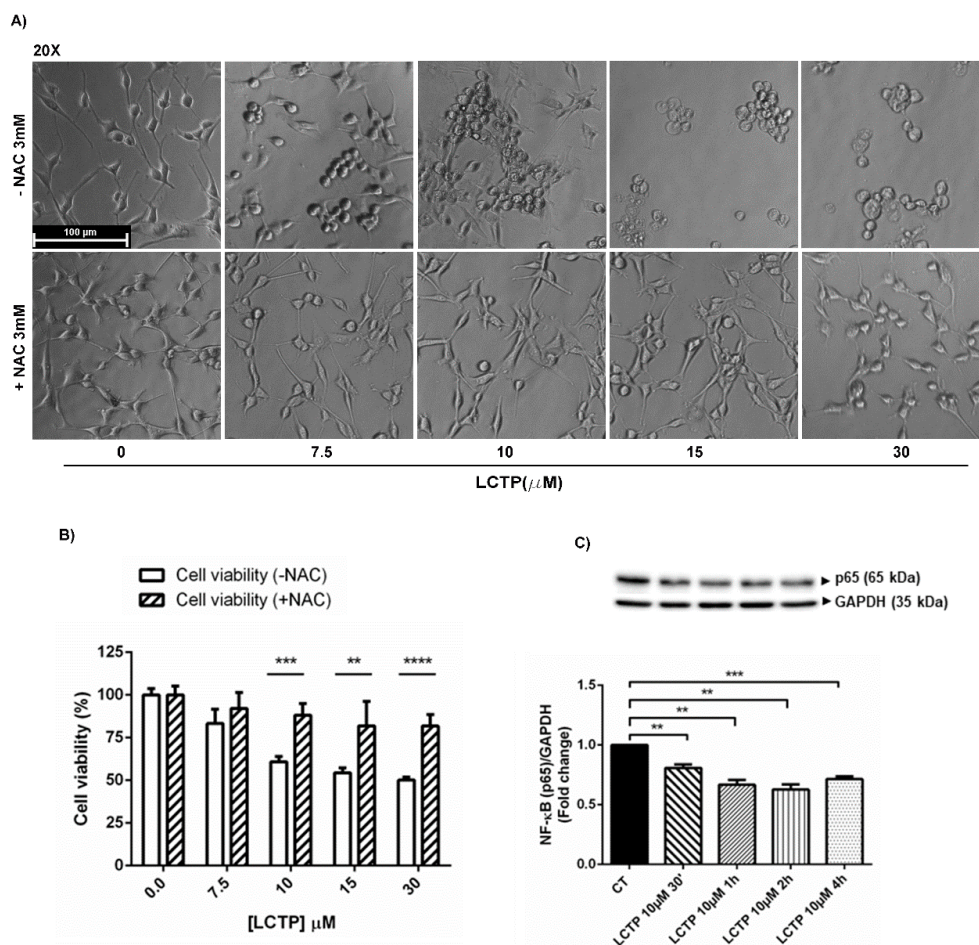 A)
20X
- NAC 3mM
100 µm
+ NAC 3mM
0 7.5 10 15 30
LCTP(μM)
B)
Cell viability (-NAC)
Cell viability (+NAC)
125
100
75
50
25
0
Cell viability (%)
*** ** ****
0.0 7.5 10 15 30
[LCTP] μM
C)
p65 (65 kDa)
GAPDH (35 kDa)
1.5
1.0
0.5
0.0
NF-κB (p65)/GAPDH
(Fold change)
***
**
**
**
CT
LCTP 10μM 30'
LCTP 10μM 1h
LCTP 10μM 2h
LCTP 10μM 4h